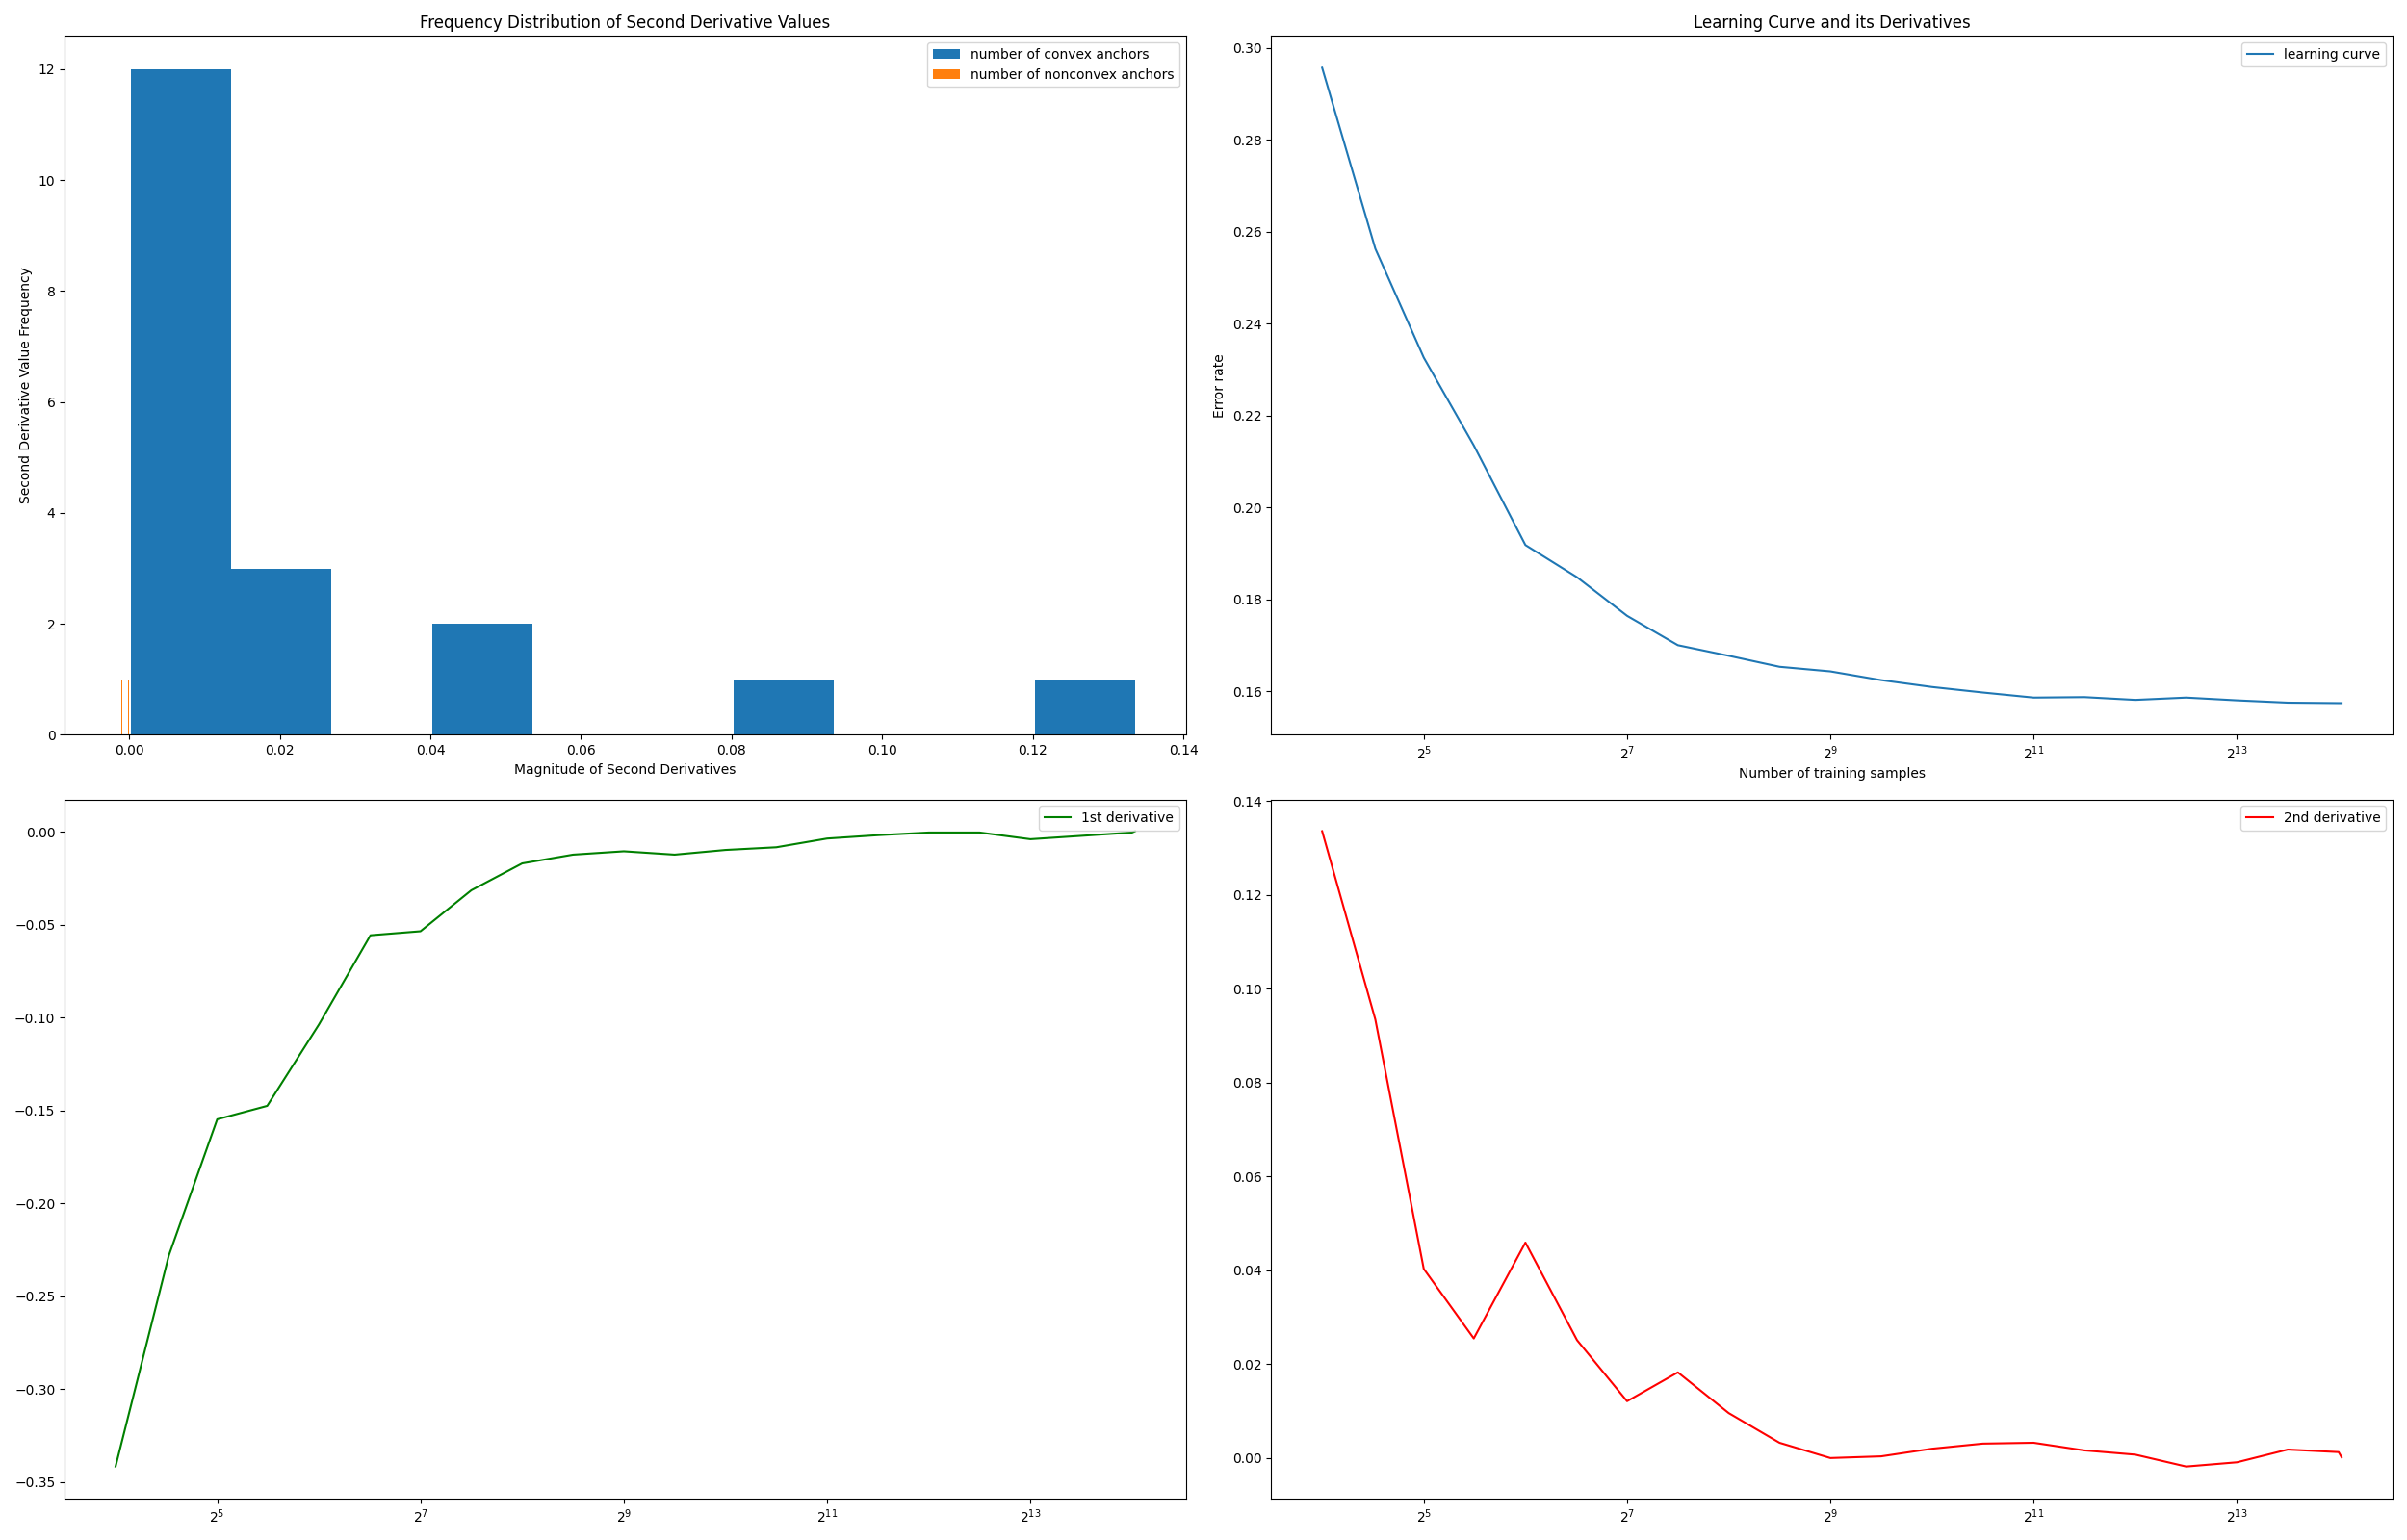 Frequency Distribution of Second Derivative Values
number of convex anchors
number of nonconvex anchors
12
10
8
6
4
2
0
Second Derivative Value Frequency
0.00 0.02 0.04 0.06 0.08 0.10 0.12 0.14
Magnitude of Second Derivatives
Learning Curve and its Derivatives
learning curve
0.30
0.28
0.26
0.24
0.22
0.20
0.18
0.16
Error rate
2^5 2^7 2^9 2^11 2^13
Number of training samples
1st derivative
0.00
−0.05
−0.10
−0.15
−0.20
−0.25
−0.30
−0.35
2^5 2^7 2^9 2^11 2^13
2nd derivative
0.14
0.12
0.10
0.08
0.06
0.04
0.02
0.00
2^5 2^7 2^9 2^11 2^13